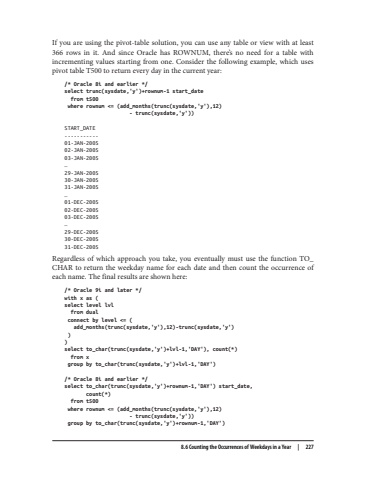 If you are using the pivot-table solution, you can use any table or view with at least
366 rows in it. And since Oracle has ROWNUM, there's no need for a table with
incrementing values starting from one. Consider the following example, which uses
pivot table T500 to return every day in the current year:
/* Oracle 8i and earlier */
select trunc(sysdate,'y')+rownum-1 start_date
from t500
where rownum <= (add_months(trunc(sysdate,'y'),12)
- trunc(sysdate,'y'))
START_DATE
-----------
01-JAN-2005
02-JAN-2005
03-JAN-2005
…
29-JAN-2005
30-JAN-2005
31-JAN-2005
…
01-DEC-2005
02-DEC-2005
03-DEC-2005
…
29-DEC-2005
30-DEC-2005
31-DEC-2005
Regardless of which approach you take, you eventually must use the function TO_
CHAR to return the weekday name for each date and then count the occurrence of
each name. The final results are shown here:
/* Oracle 9i and later */
with x as (
select level lvl
from dual
connect by level <= (
add_months(trunc(sysdate,'y'),12)-trunc(sysdate,'y')
)
)
select to_char(trunc(sysdate,'y')+lvl-1,'DAY'), count(*)
from x
group by to_char(trunc(sysdate,'y')+lvl-1,'DAY')
/* Oracle 8i and earlier */
select to_char(trunc(sysdate,'y')+rownum-1,'DAY') start_date,
count(*)
from t500
where rownum <= (add_months(trunc(sysdate,'y'),12)
- trunc(sysdate,'y'))
group by to_char(trunc(sysdate,'y')+rownum-1,'DAY')
8.6 Counting the Occurrences of Weekdays in a Year | 227